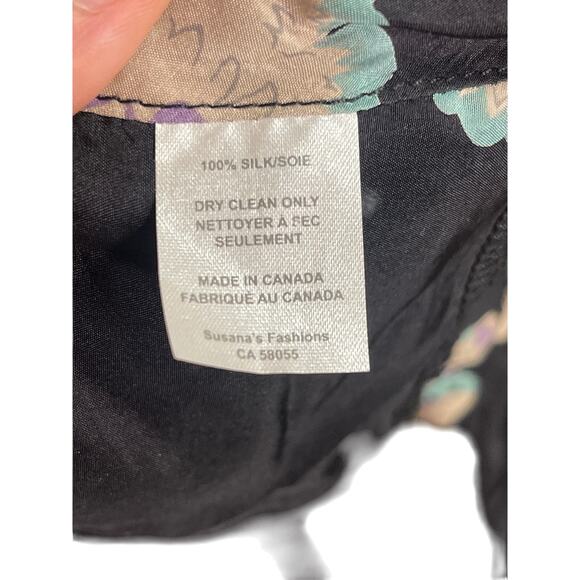 100% SILK/SOIE
DRY CLEAN ONLY
NETTOYER À SEC
SEULEMENT
MADE IN CANADA
FABRIQUÉ AU CANADA
Susana's Fashions
CA 58055